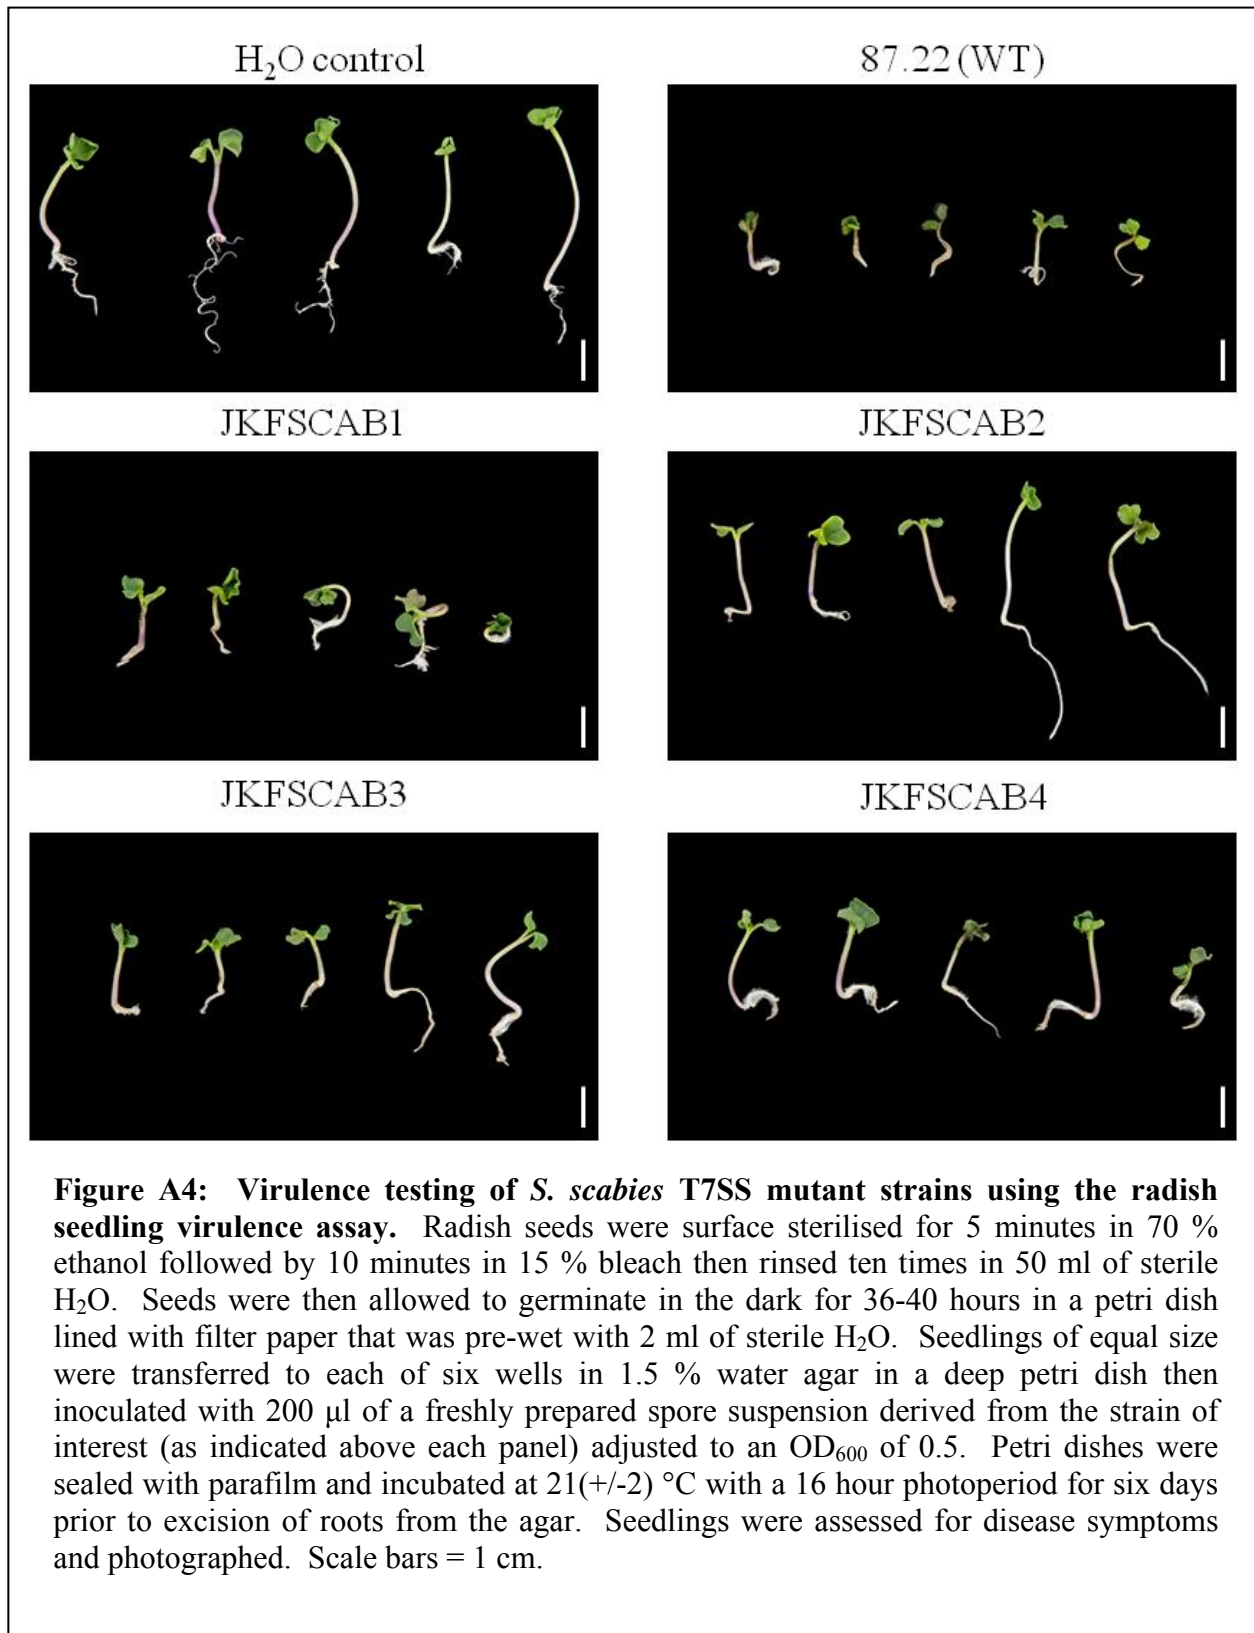 H₂O control
87.22 (WT)
JKFSCAB1
JKFSCAB2
JKFSCAB3
JKFSCAB4
Figure A4: Virulence testing of S. scabies T7SS mutant strains using the radish
seedling virulence assay. Radish seeds were surface sterilised for 5 minutes in 70 %
ethanol followed by 10 minutes in 15 % bleach then rinsed ten times in 50 ml of sterile
H₂O. Seeds were then allowed to germinate in the dark for 36-40 hours in a petri dish
lined with filter paper that was pre-wet with 2 ml of sterile H₂O. Seedlings of equal size
were transferred to each of six wells in 1.5 % water agar in a deep petri dish then
inoculated with 200 μl of a freshly prepared spore suspension derived from the strain of
interest (as indicated above each panel) adjusted to an OD₆₀₀ of 0.5. Petri dishes were
sealed with parafilm and incubated at 21(+/-2) °C with a 16 hour photoperiod for six days
prior to excision of roots from the agar. Seedlings were assessed for disease symptoms
and photographed. Scale bars = 1 cm.